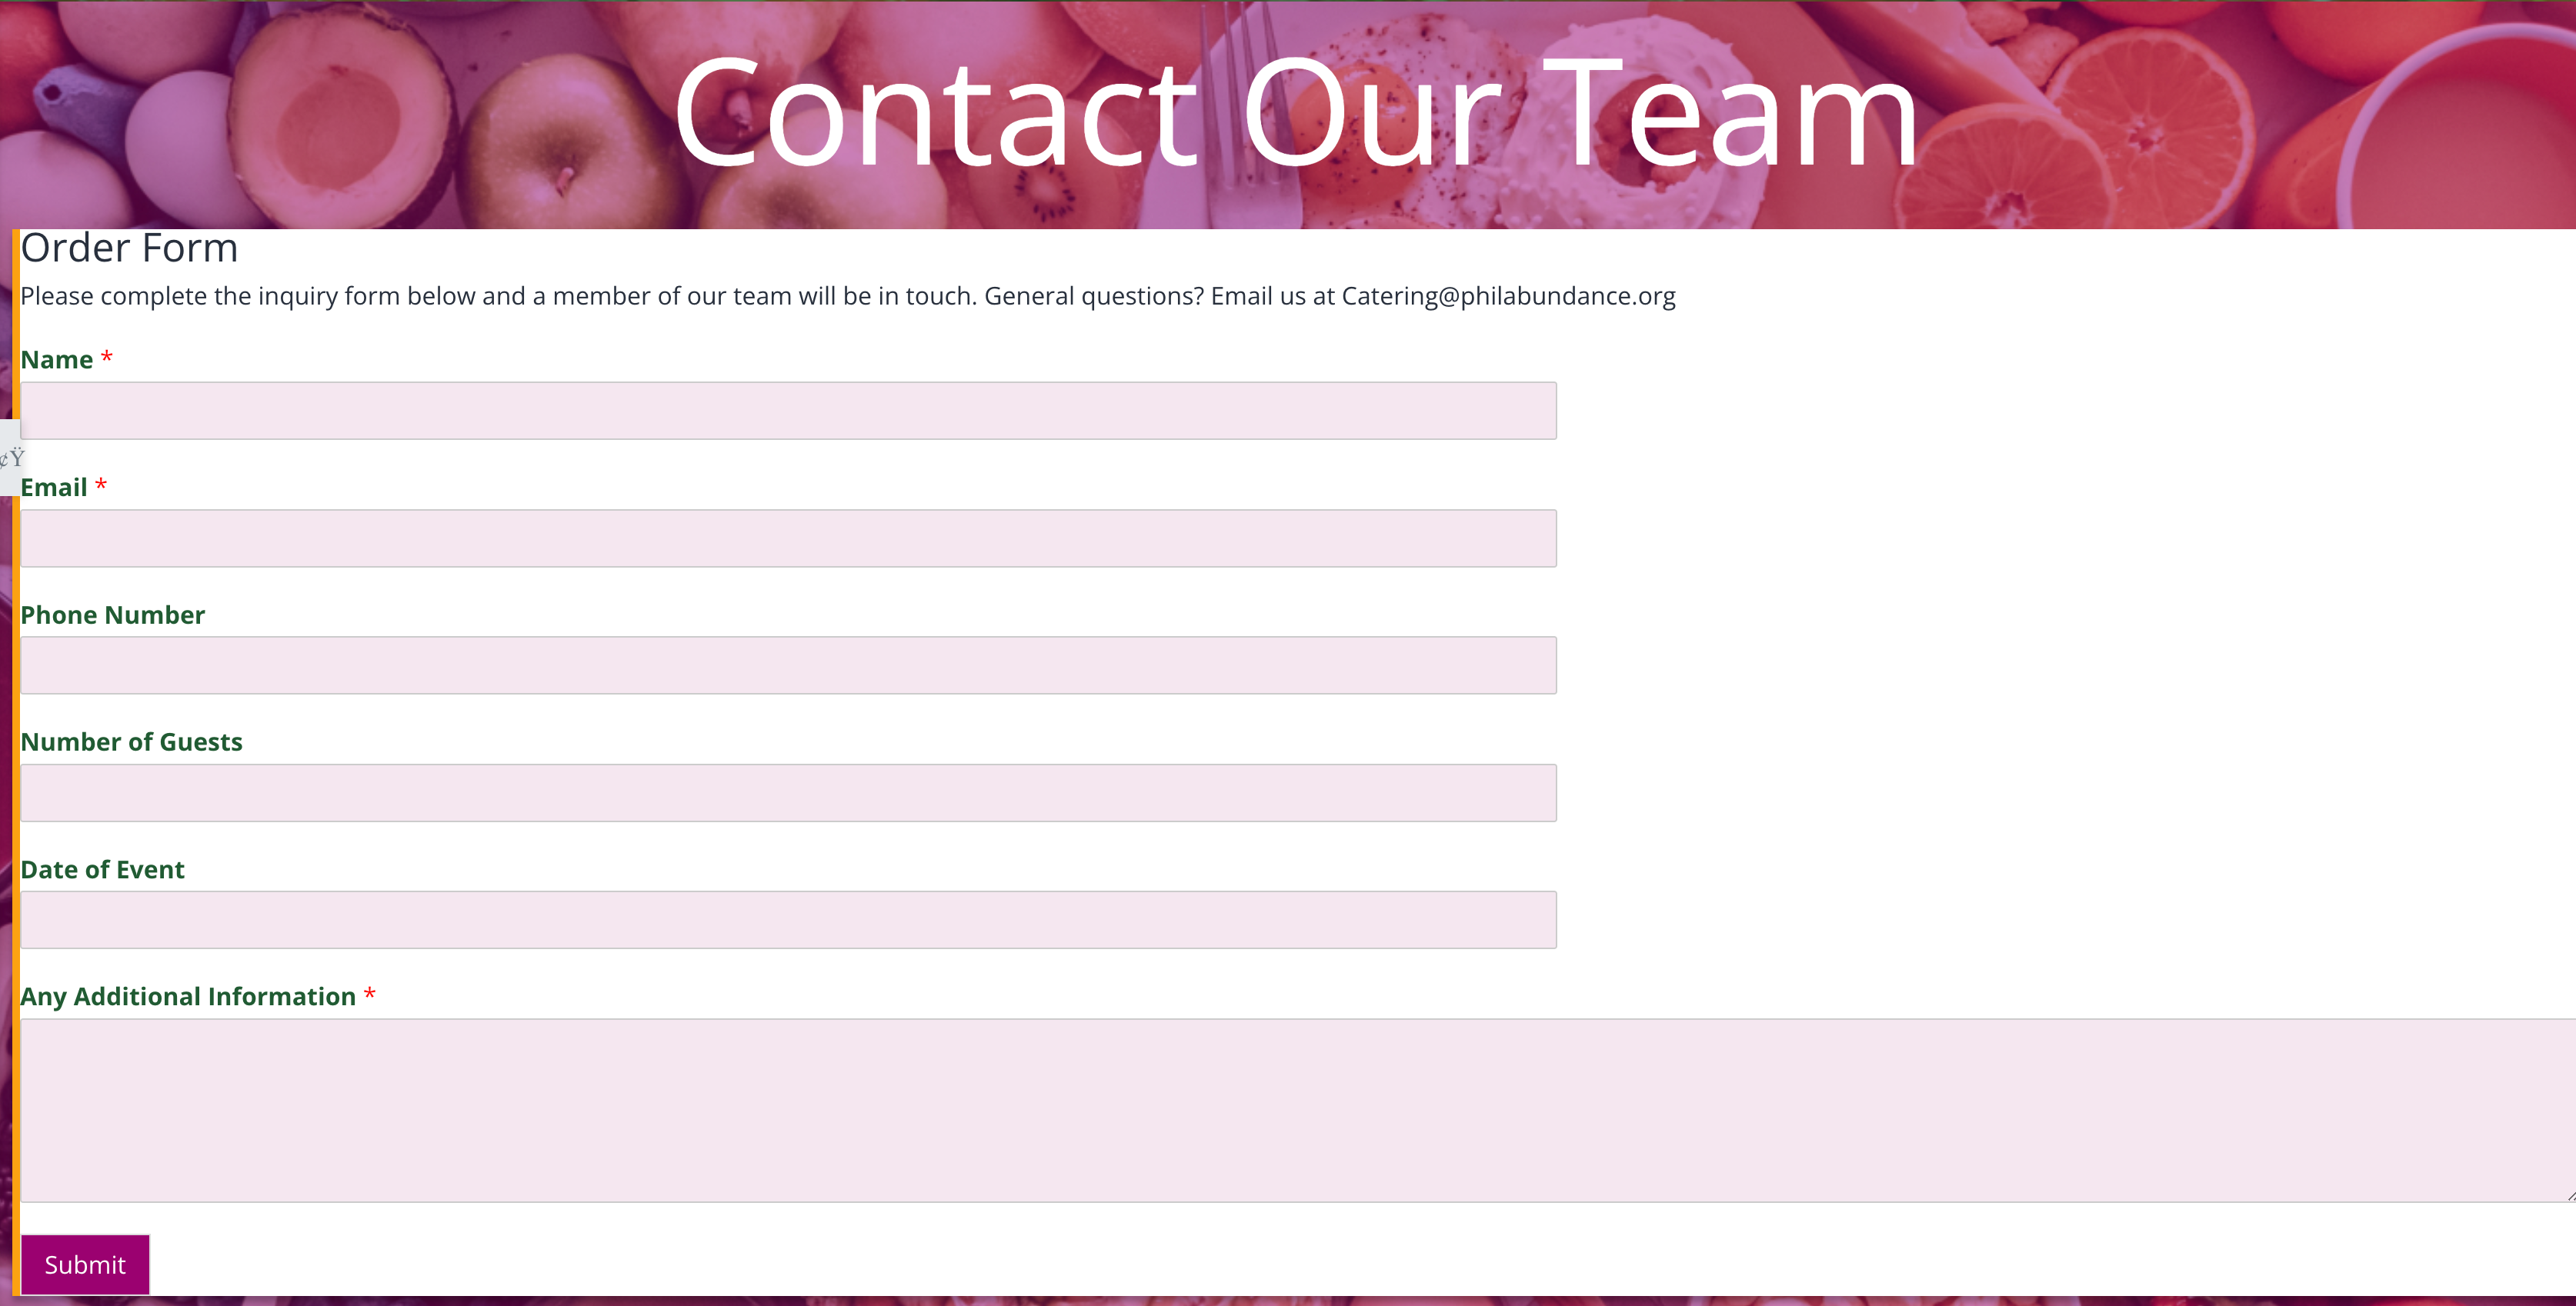 Contact Our Team
Order Form
Please complete the inquiry form below and a member of our team will be in touch. General questions? Email us at Catering@philabundance.org
Name *
¢Ÿ
Email *
Phone Number
Number of Guests
Date of Event
Any Additional Information *
Submit